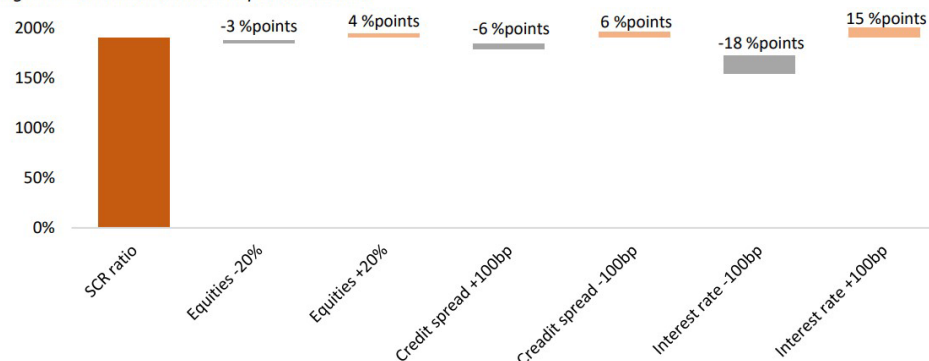 200%
150%
100%
50%
0%
-3 %points
4 %points
-6 %points
6 %points
-18 %points
15 %points
SCR ratio
Equities -20%
Equities +20%
Credit spread +100bp
Creadit spread -100bp
Interest rate -100bp
Interest rate +100bp